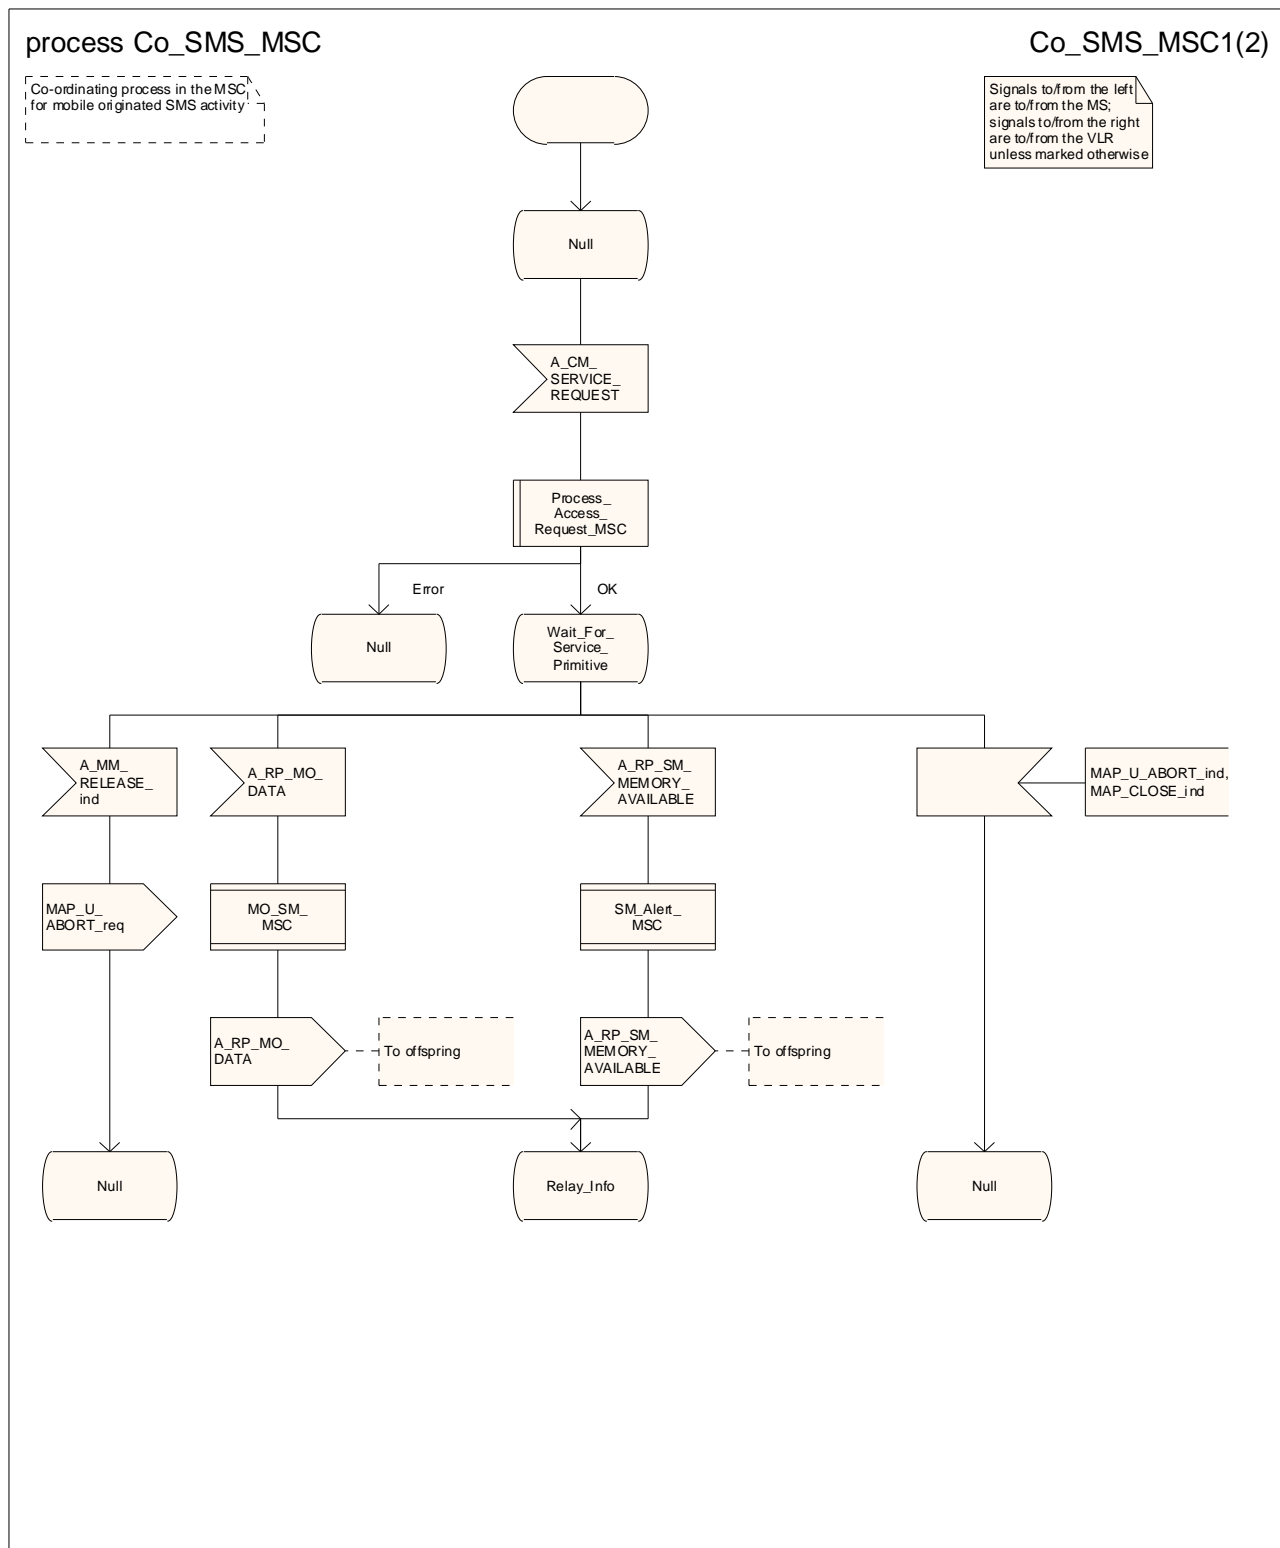 process Co_SMS_MSC
Co_SMS_MSC1(2)
Co-ordinating process in the MSC
for mobile originated SMS activity
Signals to/from the left
are to/from the MS;
signals to/from the right
are to/from the VLR
unless marked otherwise
Null
A_CM_
SERVICE_
REQUEST
Process_
Access_
Request_MSC
Error
OK
Null
Wait_For_
Service_
Primitive
A_MM_
RELEASE_
ind
A_RP_MO_
DATA
A_RP_SM_
MEMORY_
AVAILABLE
MAP_U_ABORT_ind,
MAP_CLOSE_ind
MAP_U_
ABORT_req
MO_SM_
MSC
SM_Alert_
MSC
A_RP_MO_
DATA
To offspring
A_RP_SM_
MEMORY_
AVAILABLE
To offspring
Null
Relay_Info
Null